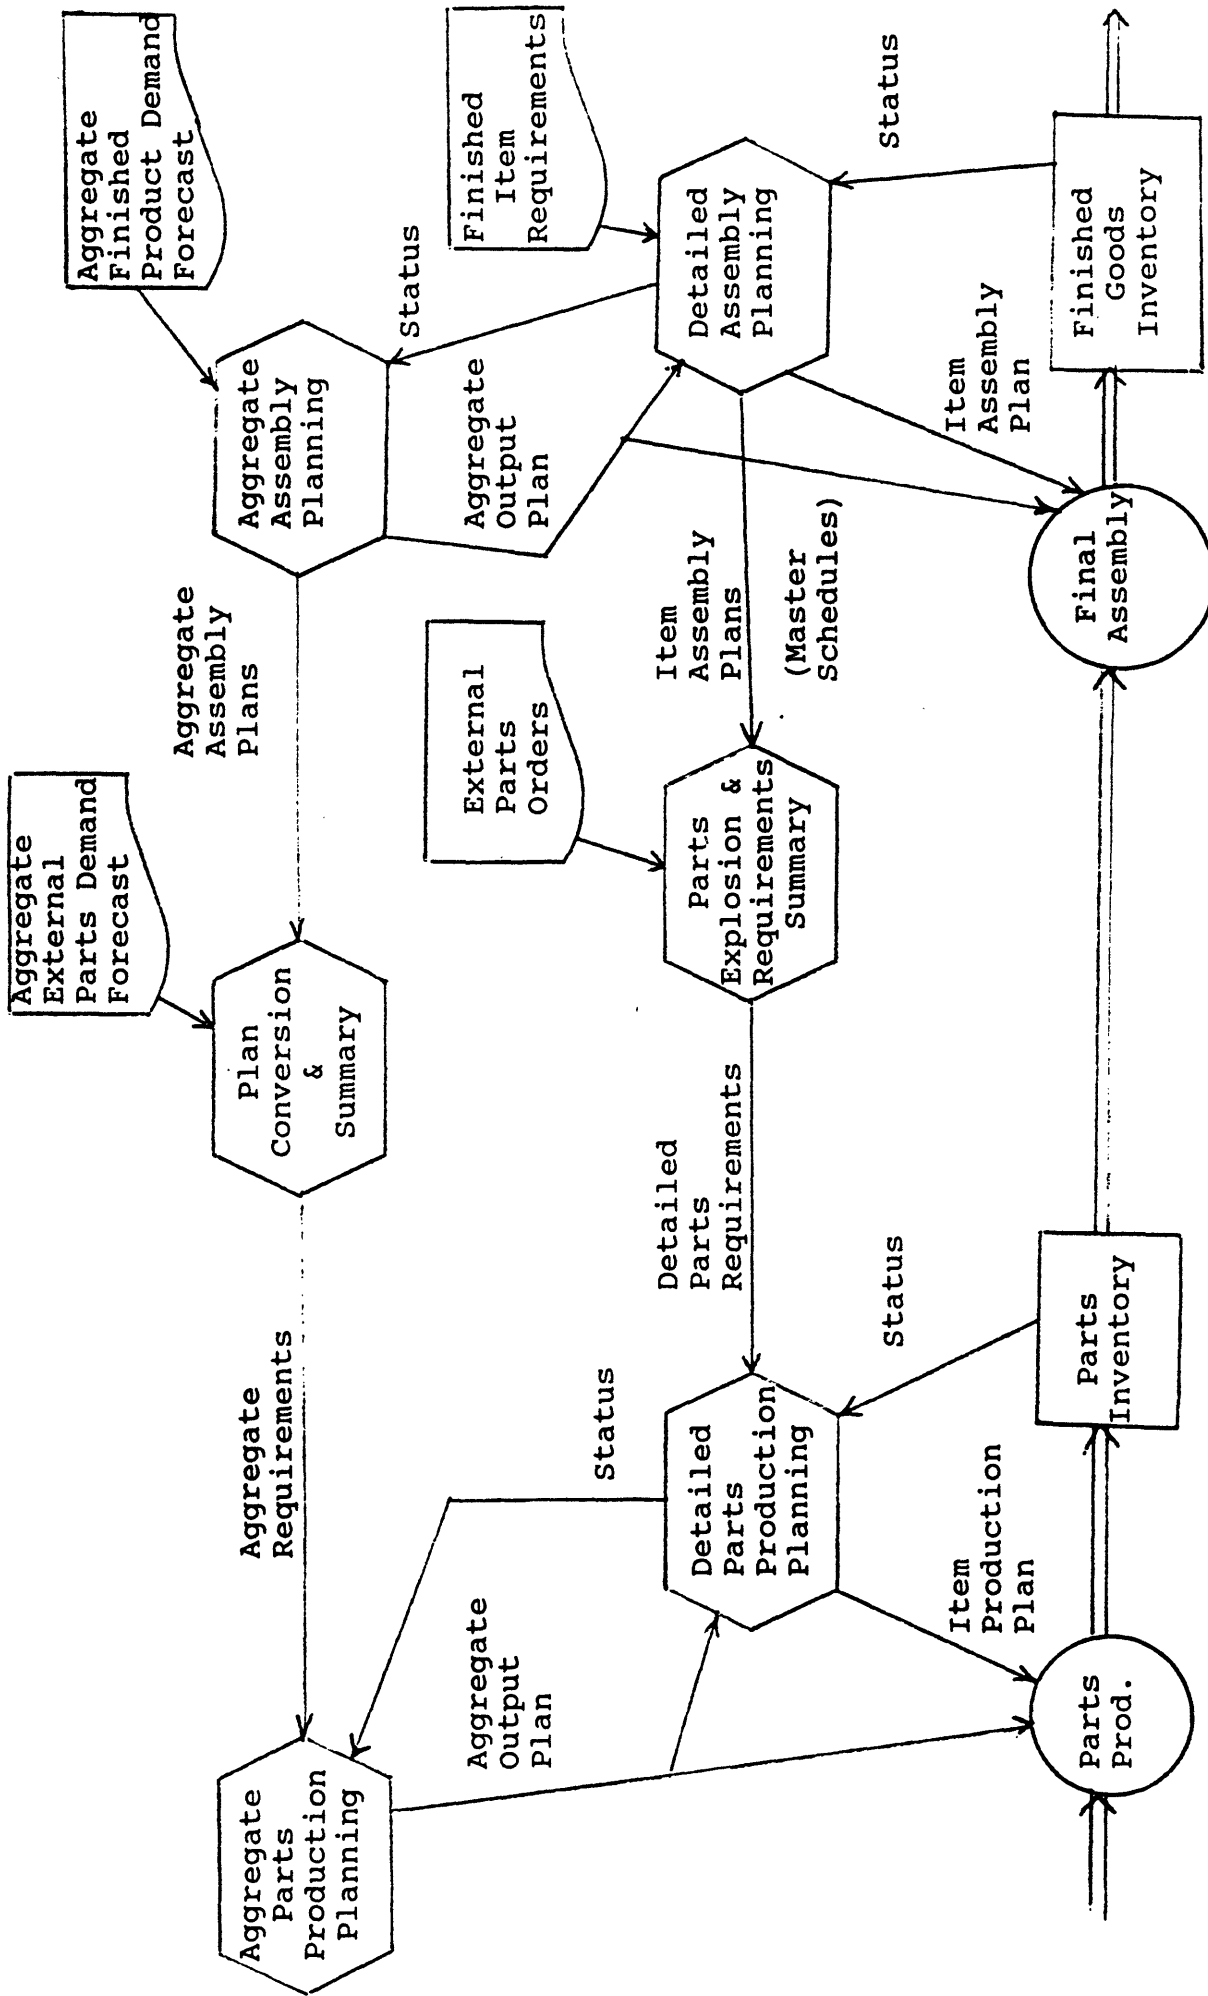 Aggregate
External
Parts Demand
Forecast
Aggregate
Finished
Product Demand
Forecast
Aggregate
Parts
Production
Planning
Aggregate
Requirements
Plan
Conversion
&
Summary
Aggregate
Assembly
Plans
Aggregate
Assembly
Planning
Status
Aggregate
Output
Plan
Status
External
Parts
Orders
Aggregate
Output
Plan
Finished
Item
Requirements
Detailed
Parts
Production
Planning
Detailed
Parts
Requirements
Parts
Explosion &
Requirements
Summary
Item
Assembly
Plans
(Master
Schedules)
Detailed
Assembly
Planning
Item
Production
Plan
Status
Item
Assembly
Plan
Status
Parts
Prod.
Parts
Inventory
Final
Assembly
Finished
Goods
Inventory